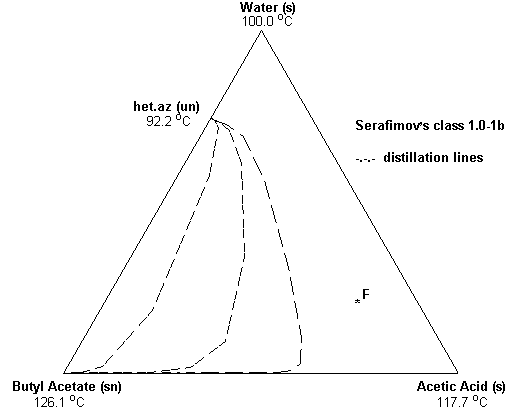 Water (s)
100.0 °C
het.az (un)
92.2 °C
Serafimov's class 1.0-1b
-.-.- distillation lines
*F
Butyl Acetate (sn)
126.1 °C
Acetic Acid (s)
117.7 °C